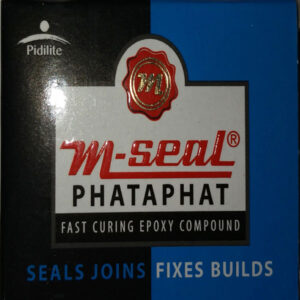 Pidilite
m
m-seal®
PHATAPHAT
FAST CURING EPOXY COMPOUND
SEALS JOINS FIXES BUILDS